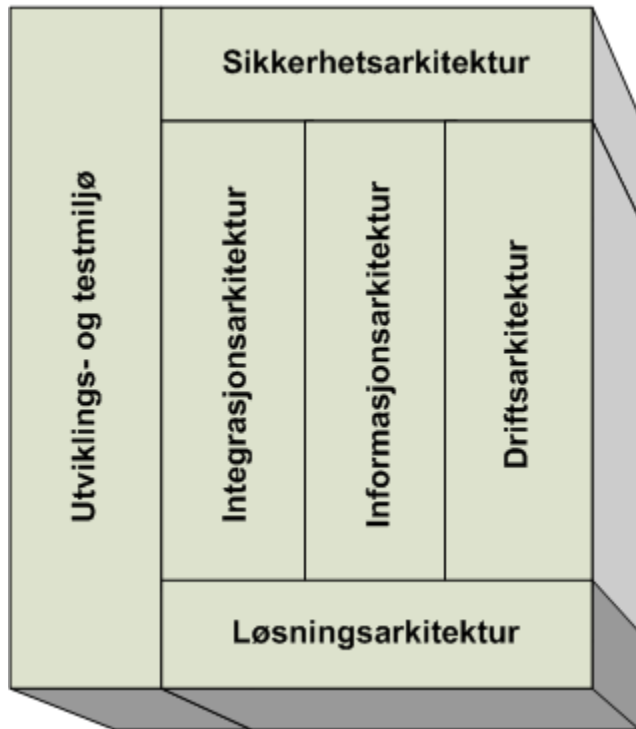 Sikkerhetsarkitektur
Utviklings- og testmiljø
Integrasjonsarkitektur
Informasjonsarkitektur
Driftsarkitektur
Løsningsarkitektur